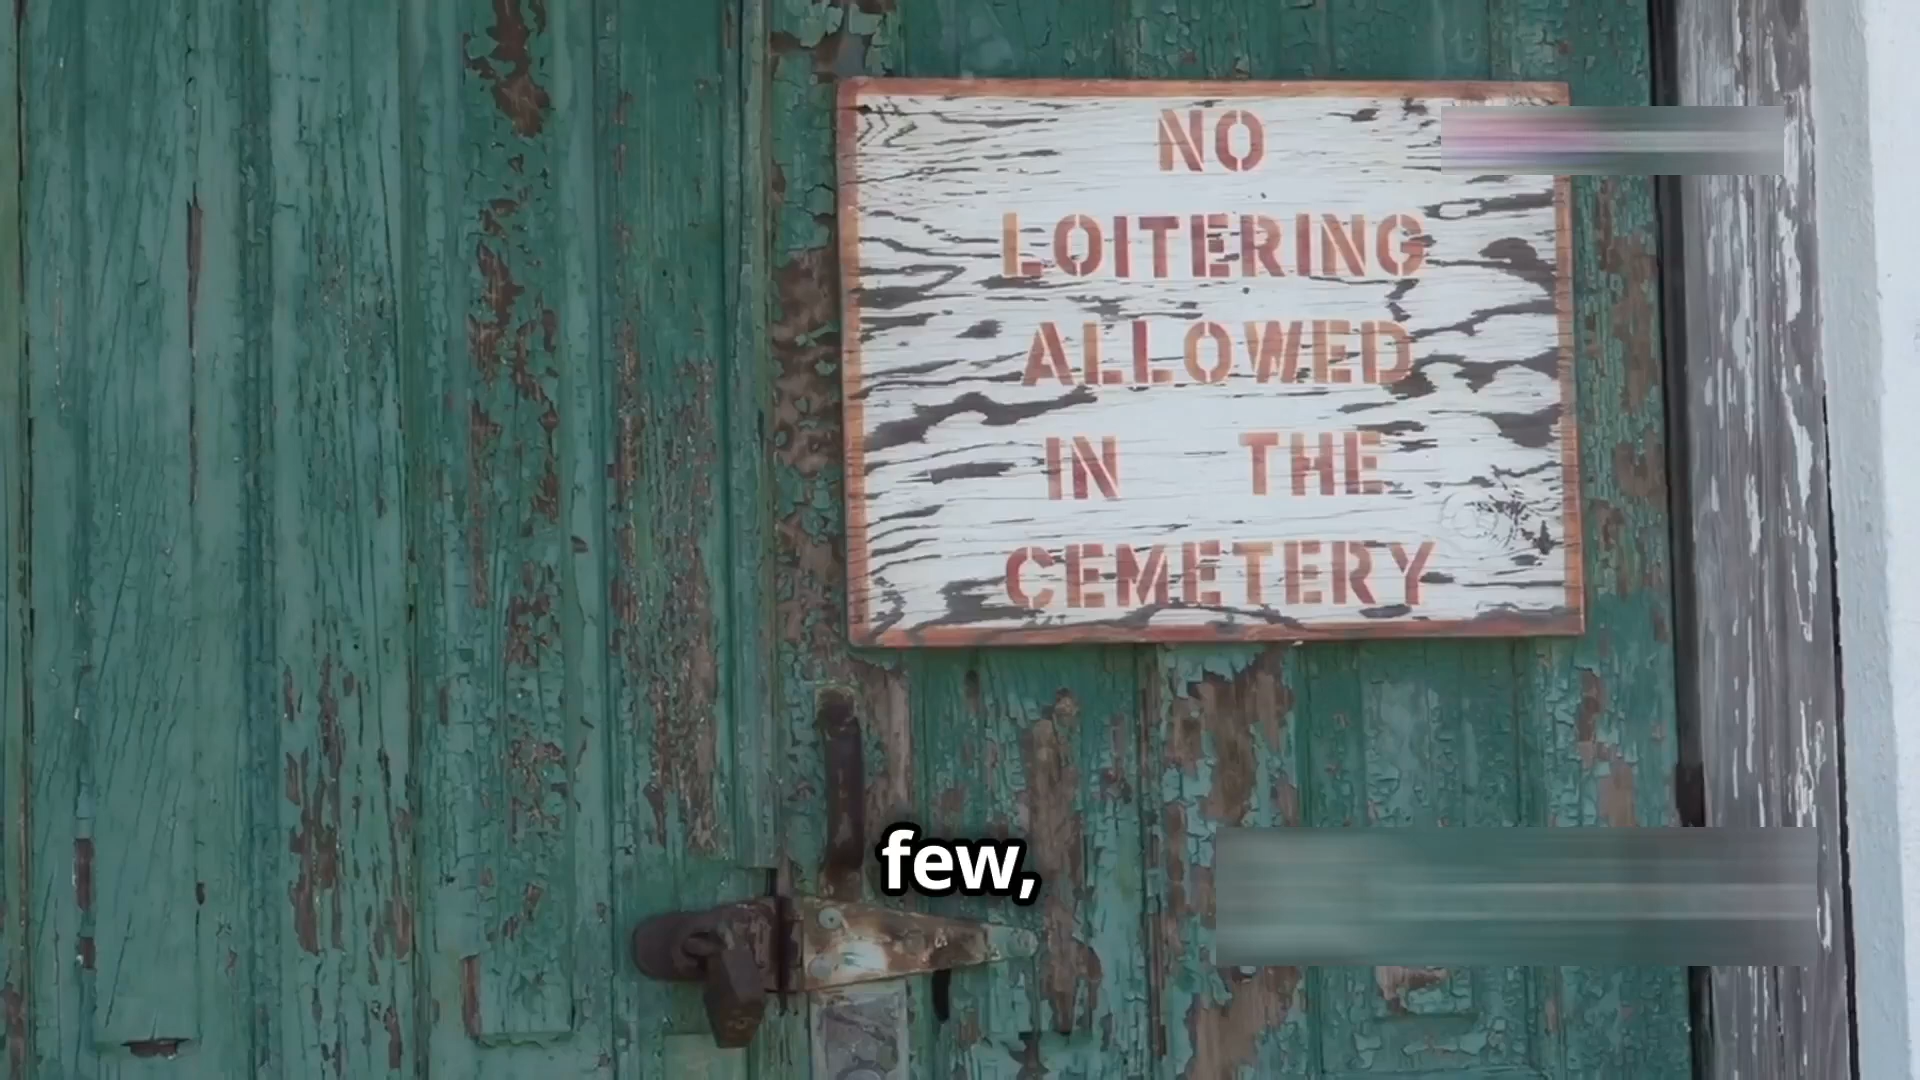 NO
LOITERING
ALLOWED
IN THE
CEMETERY
few,